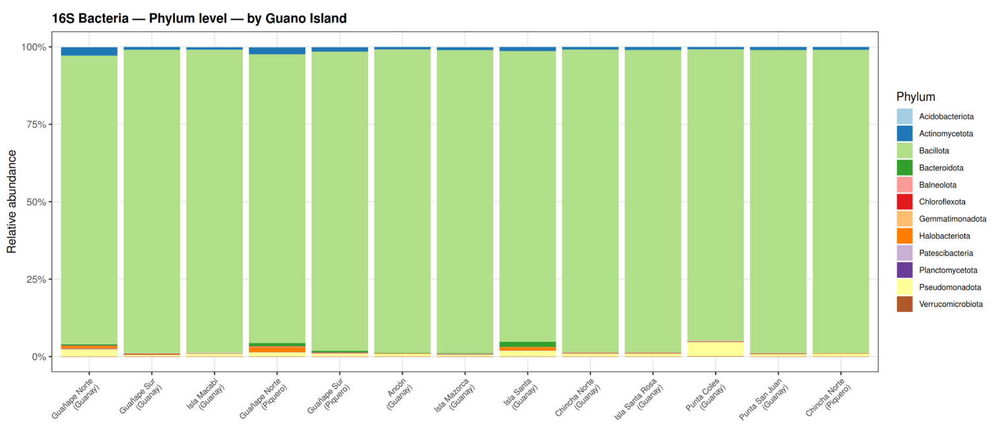 16S Bacteria — Phylum level — by Guano Island
Relative abundance
100%
75%
50%
25%
0%
Guañape Norte
(Guanay)
Guañape Sur
(Guanay)
Isla Macabí
(Guanay)
Guañape Norte
(Piquero)
Guañape Sur
(Piquero)
Ancón
(Guanay)
Isla Mazorca
(Guanay)
Isla Santa
(Guanay)
Chincha Norte
(Guanay)
Isla Santa Rosa
(Guanay)
Punta Coles
(Guanay)
Punta San Juan
(Guanay)
Chincha Norte
(Piquero)
Phylum
Acidobacteriota
Actinomycetota
Bacillota
Bacteroidota
Balneolota
Chloroflexota
Gemmatimonadota
Halobacteriota
Patescibacteria
Planctomycetota
Pseudomonadota
Verrucomicrobiota